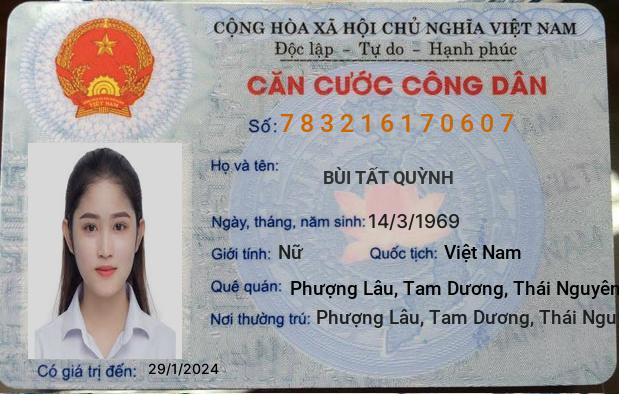 CỘNG HÒA XÃ HỘI CHỦ NGHĨA VIỆT NAM
Độc lập - Tự do - Hạnh phúc
CĂN CƯỚC CÔNG DÂN
Số: 783216170607
Họ và tên:
BÙI TẤT QUỲNH
Ngày, tháng, năm sinh: 14/3/1969
Giới tính: Nữ Quốc tịch: Việt Nam
Quê quán: Phượng Lâu, Tam Dương, Thái Nguyên
Nơi thường trú: Phượng Lâu, Tam Dương, Thái Ngu
Có giá trị đến: 29/1/2024
VIỆT NAM